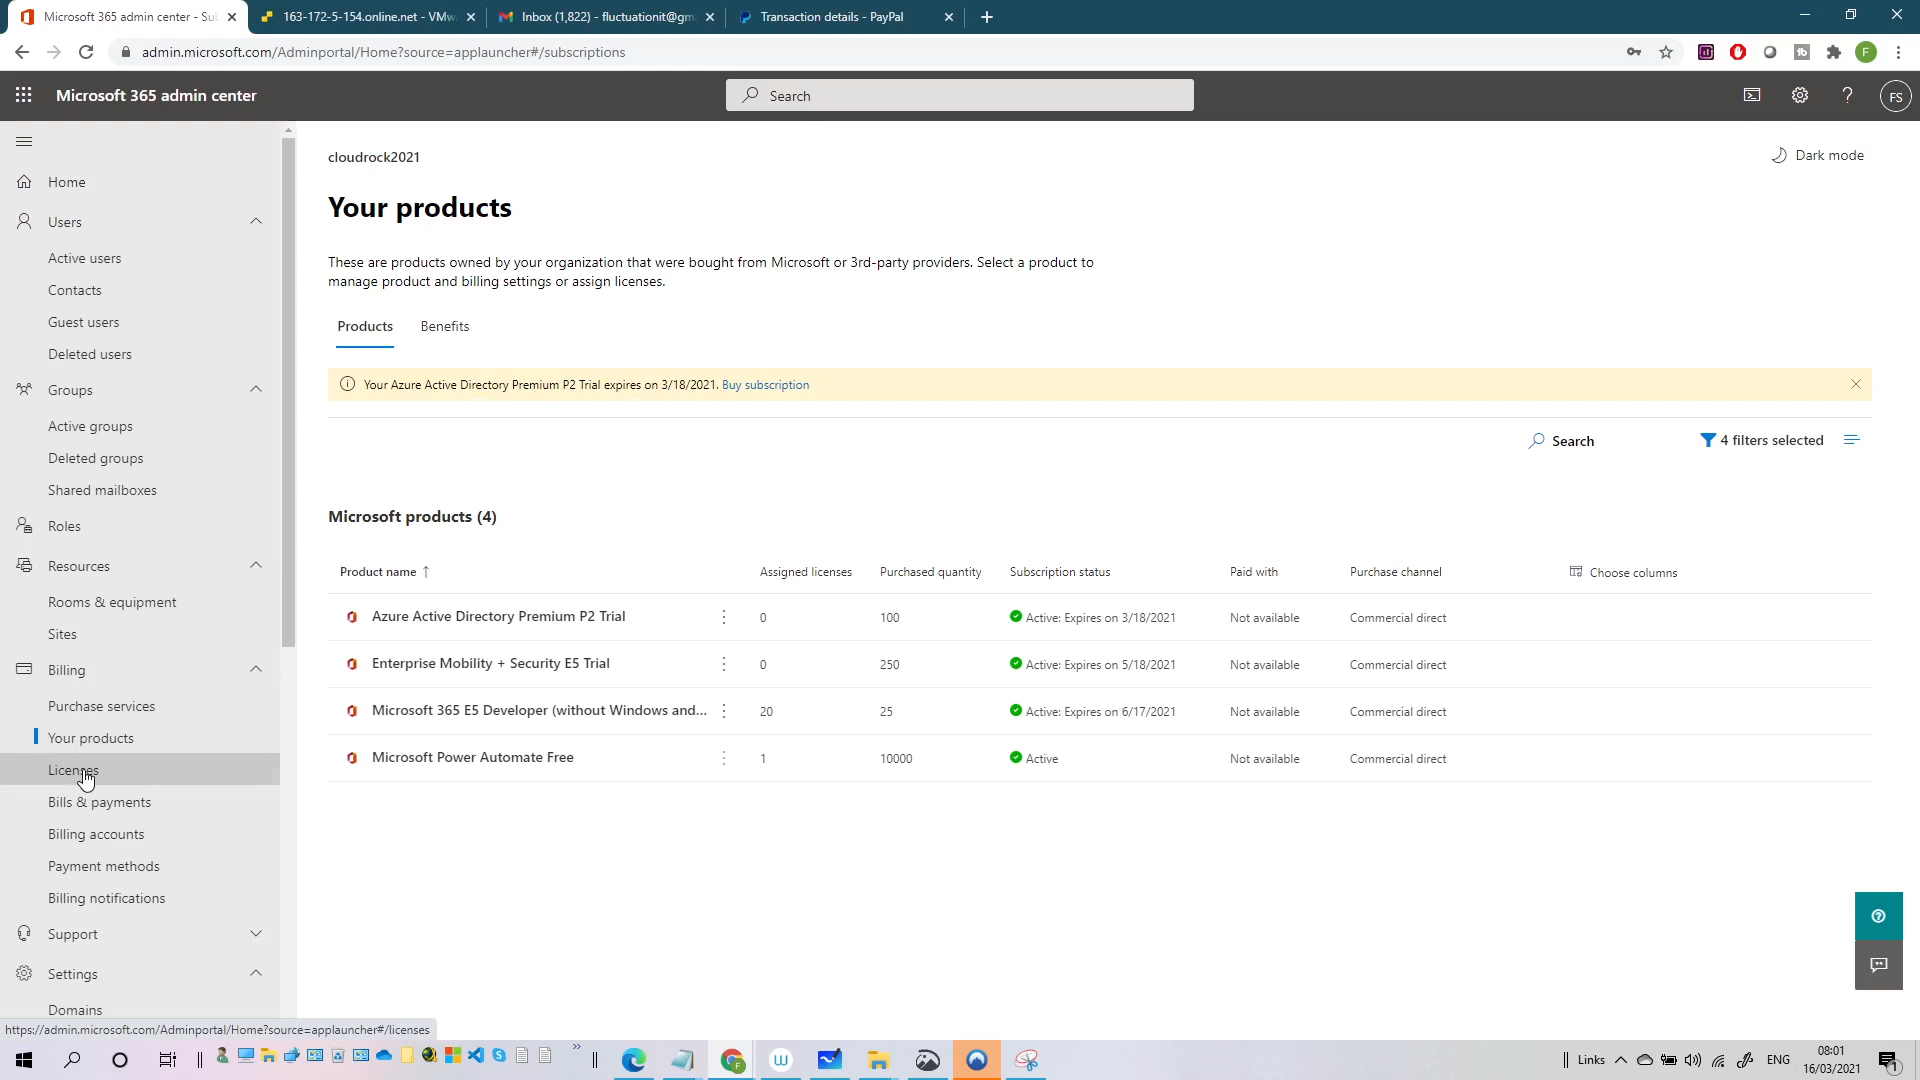 Microsoft 365 admin center - Sub
163-172-5-154.online.net - VMwa
Inbox (1,822) - fluctuationit@gm
Transaction details - PayPal
admin.microsoft.com/Adminportal/Home?source=applauncher#/subscriptions
F
Microsoft 365 admin center
Search
FS
Home
Users
Active users
Contacts
Guest users
Deleted users
Groups
Active groups
Deleted groups
Shared mailboxes
Roles
Resources
Rooms & equipment
Sites
Billing
Purchase services
Your products
Licenses
Bills & payments
Billing accounts
Payment methods
Billing notifications
Support
Settings
Domains
https://admin.microsoft.com/Adminportal/Home?source=applauncher#/licenses
cloudrock2021
Dark mode
Your products
These are products owned by your organization that were bought from Microsoft or 3rd-party providers. Select a product to
manage product and billing settings or assign licenses.
Products Benefits
Your Azure Active Directory Premium P2 Trial expires on 3/18/2021. Buy subscription
Search
4 filters selected
Microsoft products (4)
Product name ↑ Assigned licenses Purchased quantity Subscription status Paid with Purchase channel Choose columns
Azure Active Directory Premium P2 Trial 0 100 Active: Expires on 3/18/2021 Not available Commercial direct
Enterprise Mobility + Security E5 Trial 0 250 Active: Expires on 5/18/2021 Not available Commercial direct
Microsoft 365 E5 Developer (without Windows and... 20 25 Active: Expires on 6/17/2021 Not available Commercial direct
Microsoft Power Automate Free 1 10000 Active Not available Commercial direct
Links
ENG
08:01
16/03/2021
1